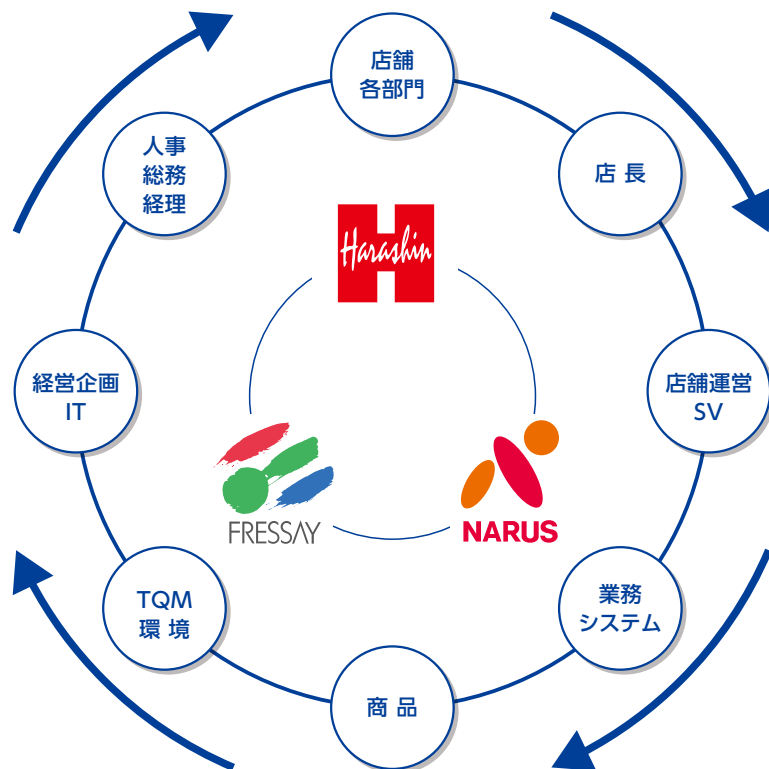 店舗
各部門
店 長
店舗運営
SV
業務
システム
商 品
TQM
環 境
経営企画
IT
人事
総務
経理
Harashin
FRESSAY
NARUS